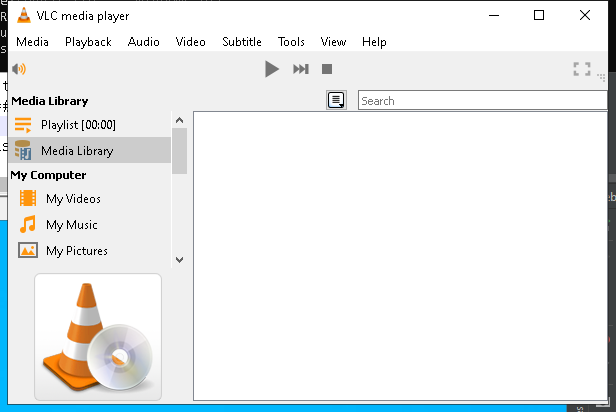 VLC media player
Media Playback Audio Video Subtitle Tools View Help
Media Library
Search
Playlist [00:00]
Media Library
My Computer
My Videos
My Music
My Pictures